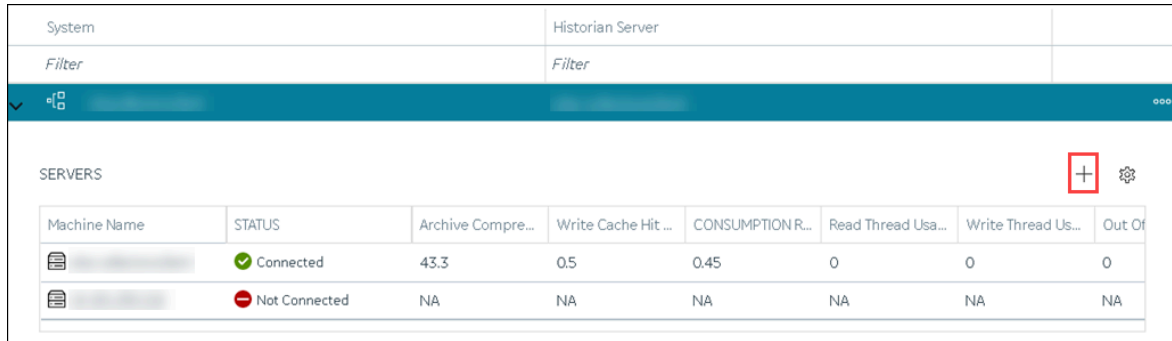 System Historian Server
Filter Filter
SERVERS
Machine Name STATUS Archive Compre... Write Cache Hit ... CONSUMPTION R... Read Thread Usa... Write Thread Us... Out Of
Connected 43.3 0.5 0.45 0 0 0
Not Connected NA NA NA NA NA NA